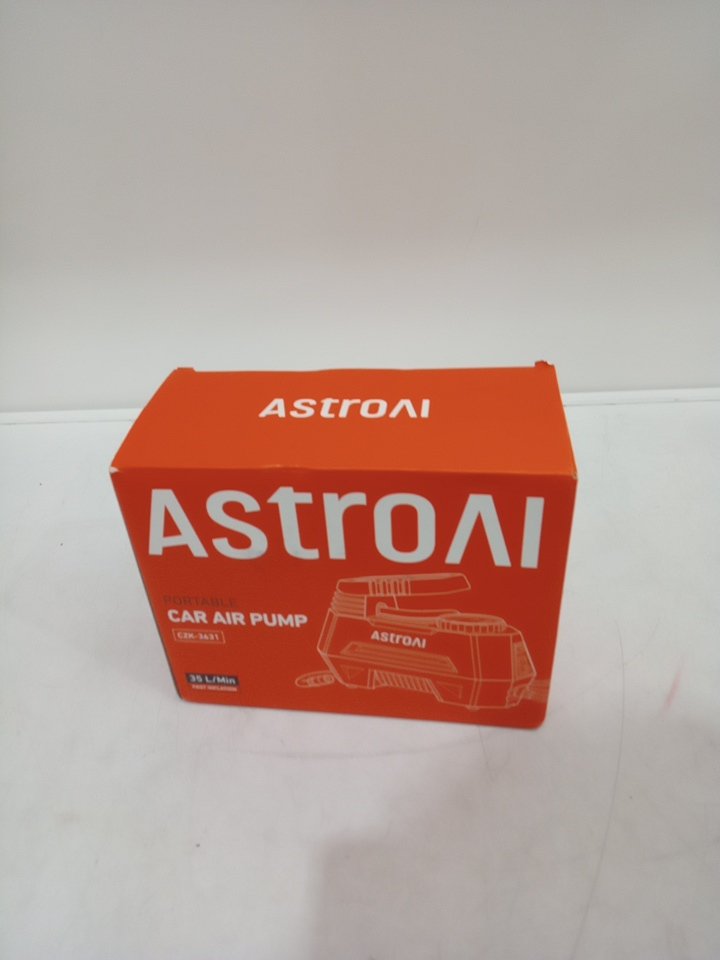 ASTROAI
ASTROAI
PORTABLE
CAR AIR PUMP
CZK-3631
ASTROAI
35 L/Min
FAST INFLATION